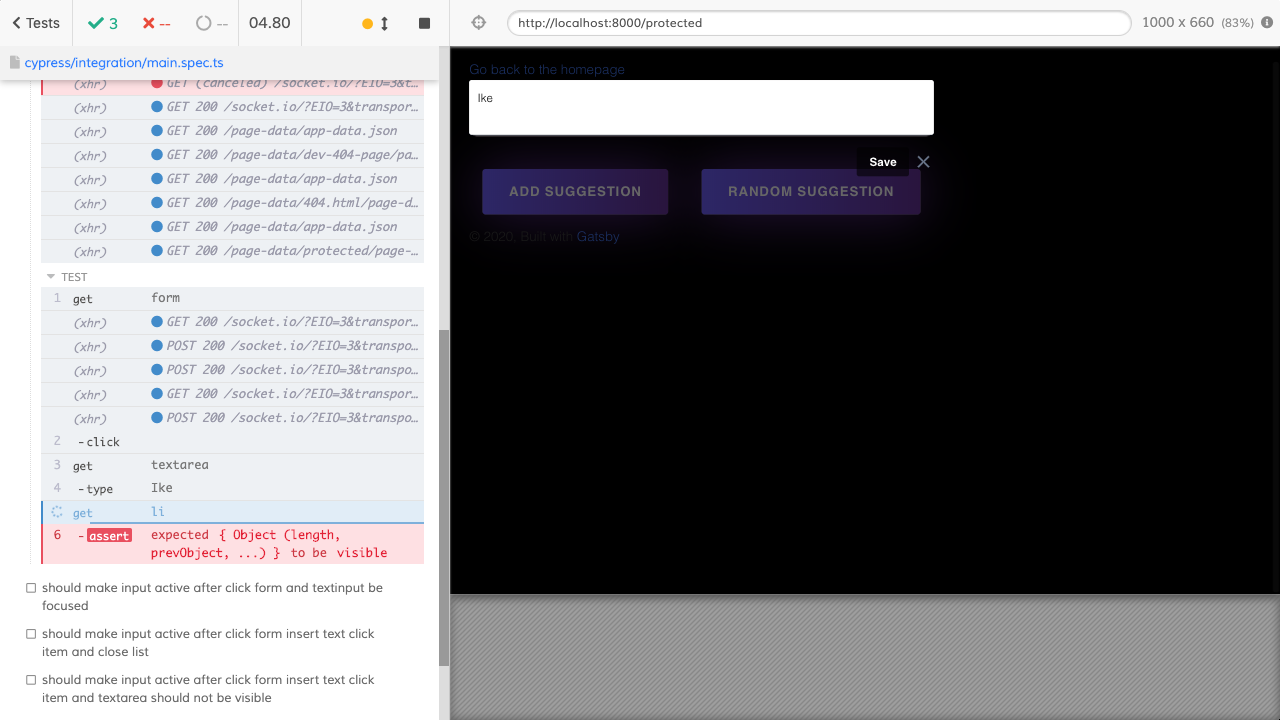 Tests
3
--
--
04.80
cypress/integration/main.spec.ts
(xhr) GET (canceled) /socket.io/?EIO=3&t…
(xhr) GET 200 /socket.io/?EIO=3&transpor…
(xhr) GET 200 /page-data/app-data.json
(xhr) GET 200 /page-data/dev-404-page/pa…
(xhr) GET 200 /page-data/app-data.json
(xhr) GET 200 /page-data/404.html/page-d…
(xhr) GET 200 /page-data/app-data.json
(xhr) GET 200 /page-data/protected/page-…
TEST
1 get form
(xhr) GET 200 /socket.io/?EIO=3&transpor…
(xhr) POST 200 /socket.io/?EIO=3&transpo…
(xhr) POST 200 /socket.io/?EIO=3&transpo…
(xhr) GET 200 /socket.io/?EIO=3&transpor…
(xhr) POST 200 /socket.io/?EIO=3&transpo…
2 -click
3 get textarea
4 -type Ike
get li
6 -assert expected { Object (length,
prevObject, ...) } to be visible
should make input active after click form and textinput be
focused
should make input active after click form insert text click
item and close list
should make input active after click form insert text click
item and textarea should not be visible
http://localhost:8000/protected
1000 x 660 (83%)
Go back to the homepage
Ike
Save
ADD SUGGESTION
RANDOM SUGGESTION
© 2020, Built with Gatsby